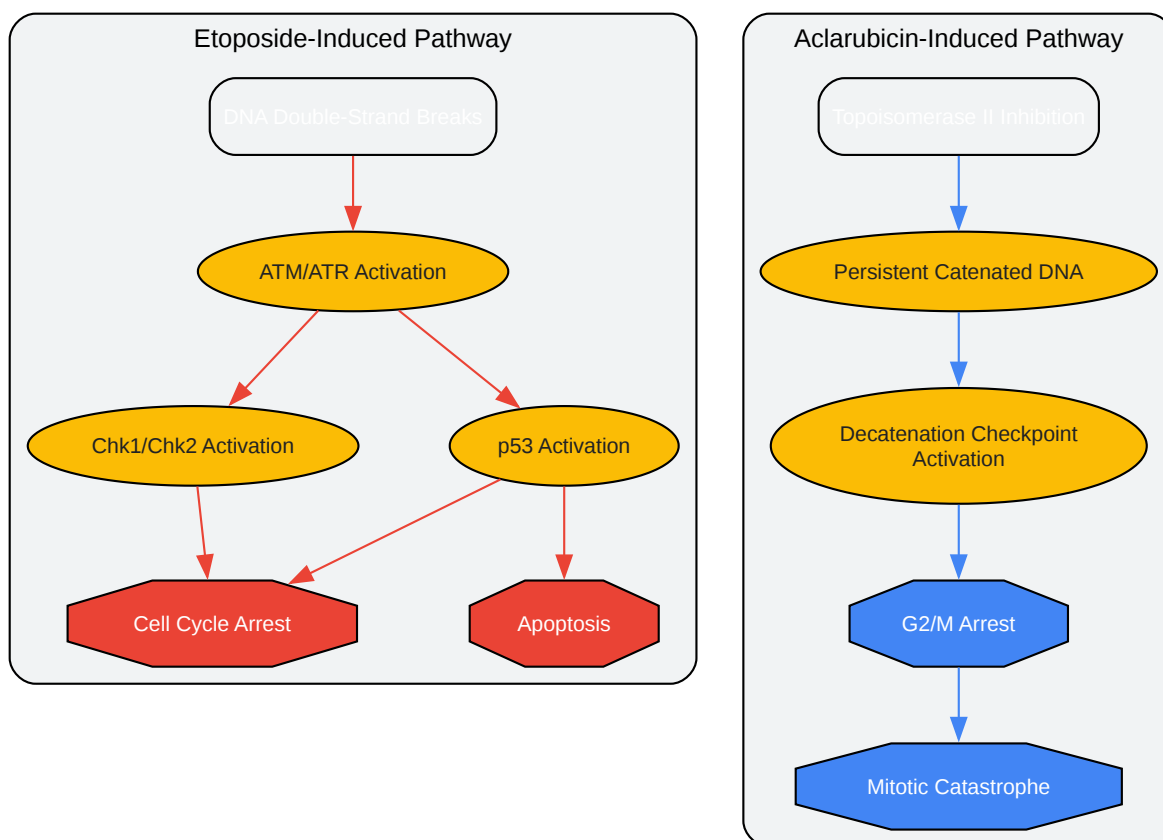 Etoposide-Induced Pathway
DNA Double-Strand Breaks
ATM/ATR Activation
Chk1/Chk2 Activation
p53 Activation
Cell Cycle Arrest
Apoptosis
Aclarubicin-Induced Pathway
Topoisomerase II Inhibition
Persistent Catenated DNA
Decatenation Checkpoint
Activation
G2/M Arrest
Mitotic Catastrophe